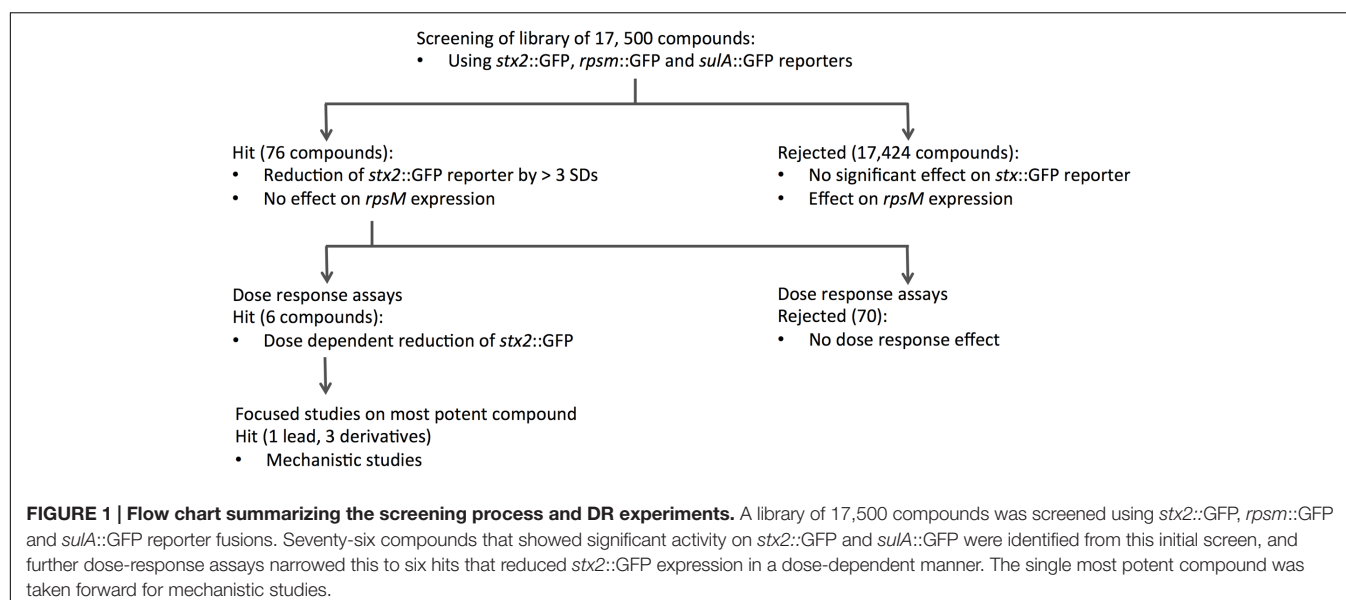 Screening of library of 17, 500 compounds:
• Using stx2::GFP, rpsm::GFP and sulA::GFP reporters
Hit (76 compounds):
• Reduction of stx2::GFP reporter by > 3 SDs
• No effect on rpsM expression
Rejected (17,424 compounds):
• No significant effect on stx::GFP reporter
• Effect on rpsM expression
Dose response assays
Hit (6 compounds):
• Dose dependent reduction of stx2::GFP
Dose response assays
Rejected (70):
• No dose response effect
Focused studies on most potent compound
Hit (1 lead, 3 derivatives)
• Mechanistic studies
FIGURE 1 | Flow chart summarizing the screening process and DR experiments. A library of 17,500 compounds was screened using stx2::GFP, rpsm::GFP
and sulA::GFP reporter fusions. Seventy-six compounds that showed significant activity on stx2::GFP and sulA::GFP were identified from this initial screen, and
further dose-response assays narrowed this to six hits that reduced stx2::GFP expression in a dose-dependent manner. The single most potent compound was
taken forward for mechanistic studies.